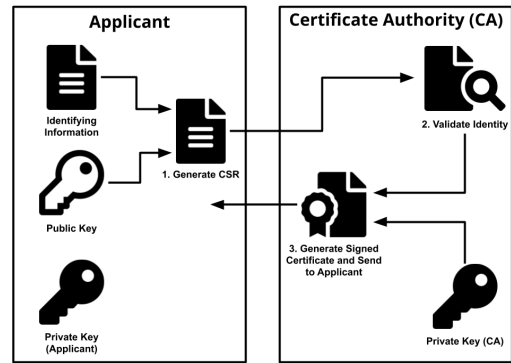 Applicant
Identifying
Information
1. Generate CSR
Public Key
Private Key
(Applicant)
Certificate Authority (CA)
2. Validate Identity
3. Generate Signed
Certificate and Send
to Applicant
Private Key (CA)